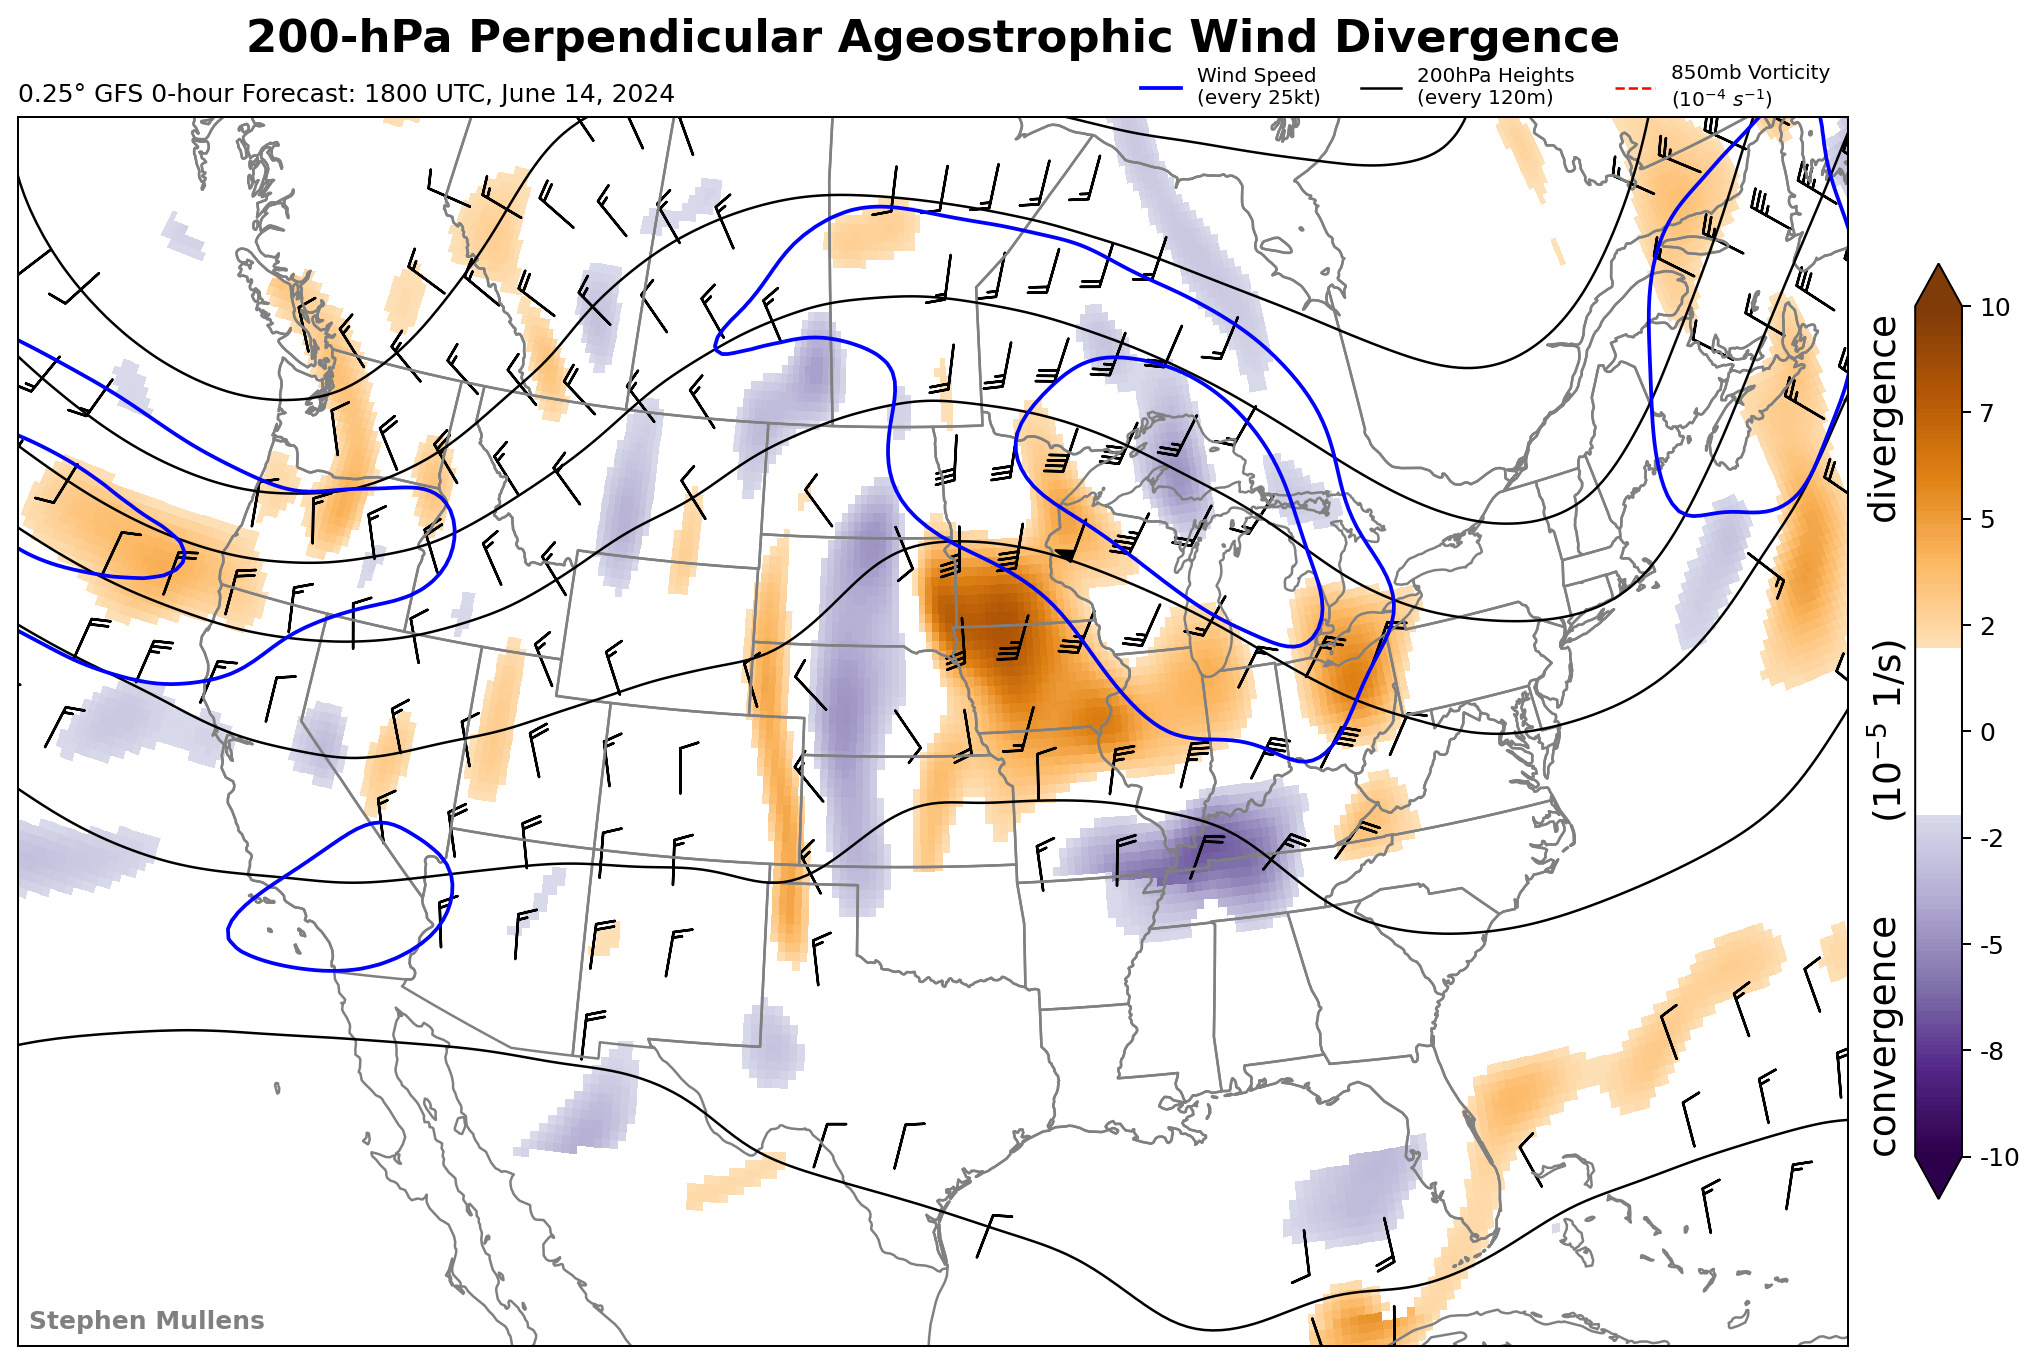 200-hPa Perpendicular Ageostrophic Wind Divergence
0.25° GFS 0-hour Forecast: 1800 UTC, June 14, 2024
Wind Speed
(every 25kt)
200hPa Heights
(every 120m)
850mb Vorticity
(10⁻⁴ s⁻¹)
10
7
5
2
0
-2
-5
-8
-10
convergence (10⁻⁵ 1/s) divergence
Stephen Mullens